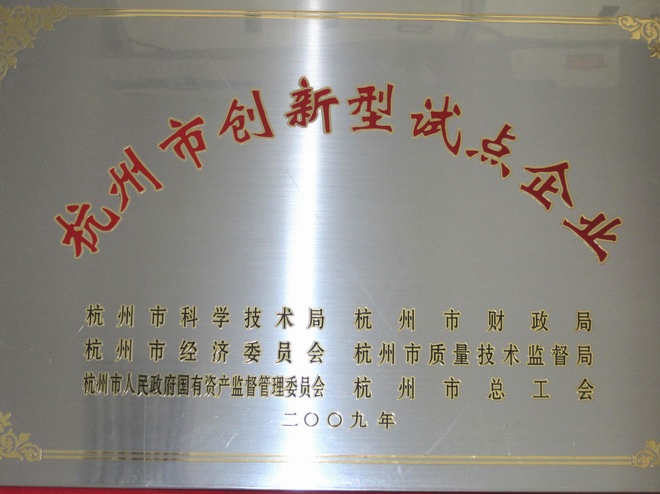 杭州市创新型试点企业
杭州市科学技术局 杭州市财政局
杭州市经济委员会 杭州市质量技术监督局
杭州市人民政府国有资产监督管理委员会 杭州市总工会
二〇〇九年